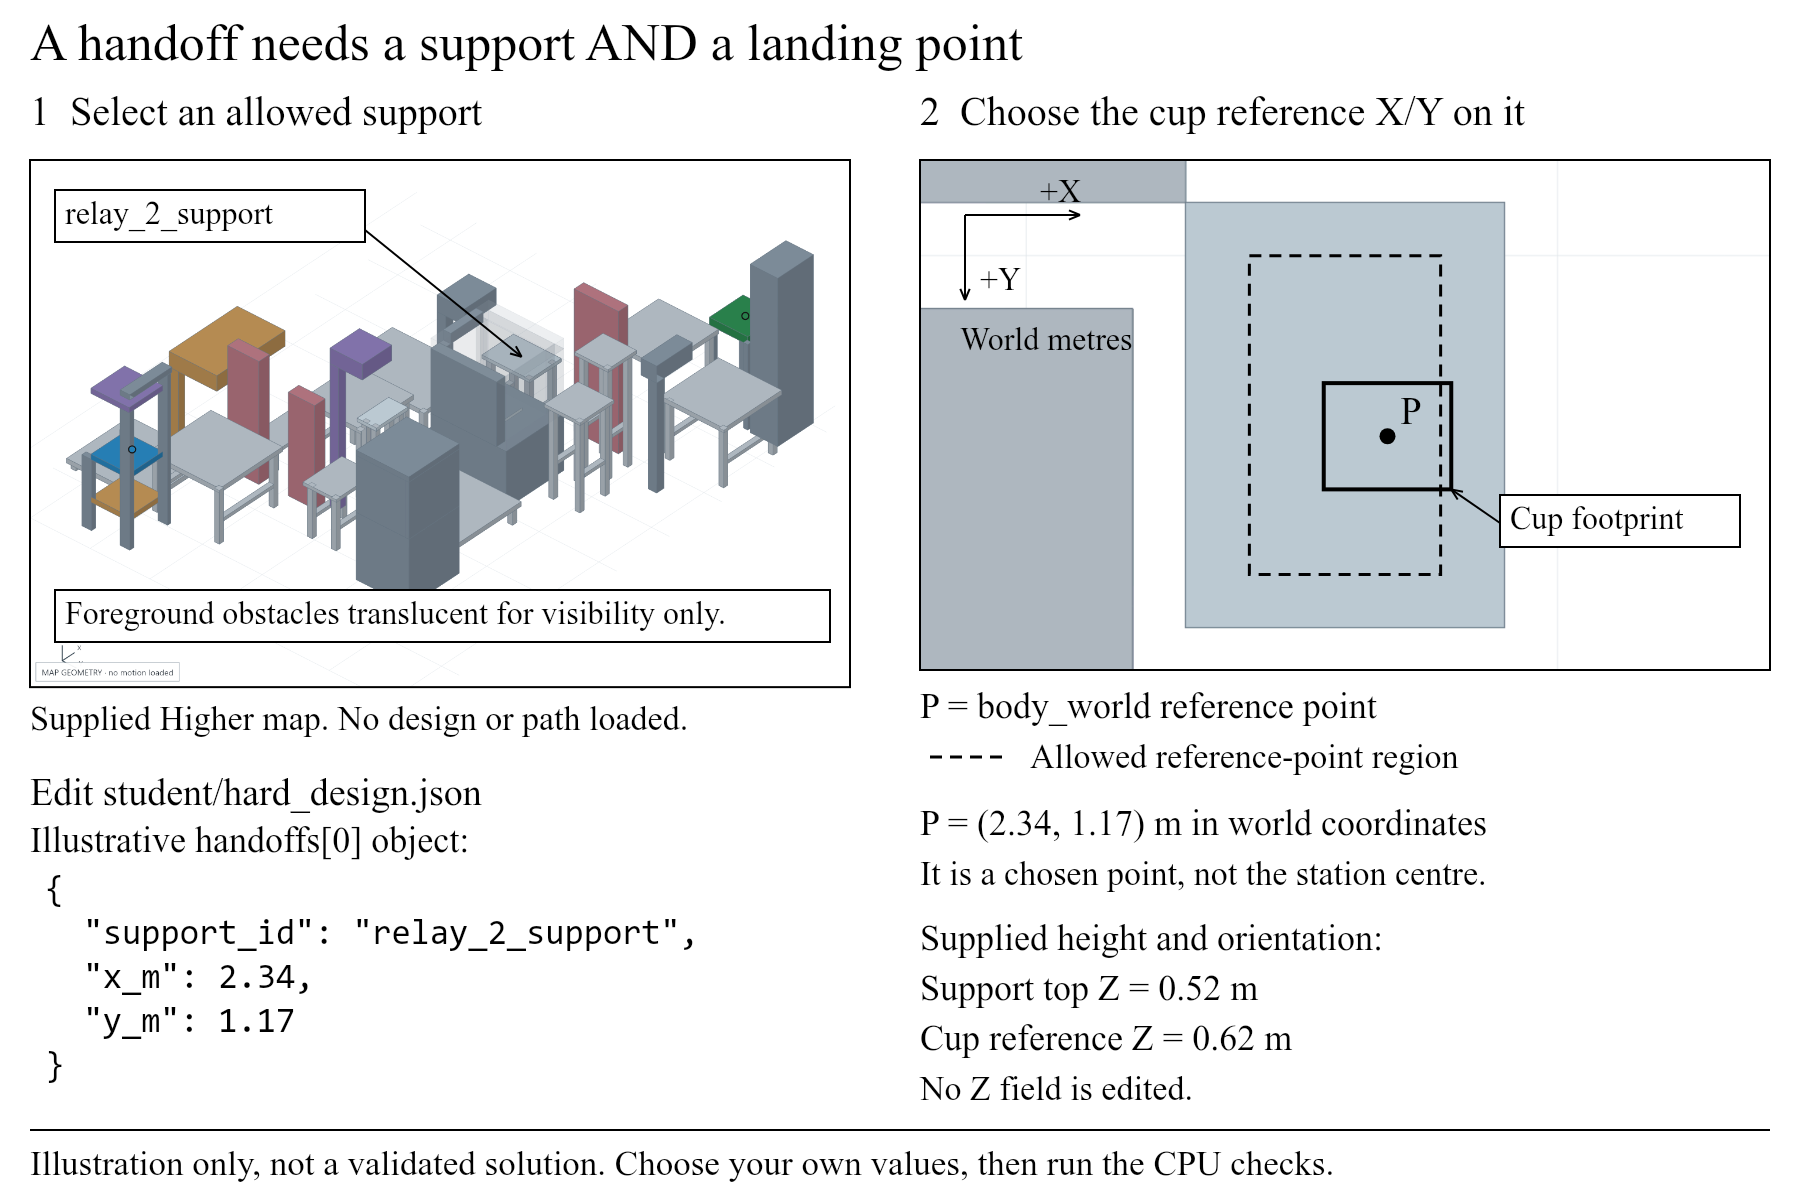 A handoff needs a support AND a landing point
1 Select an allowed support
relay_2_support
Foreground obstacles translucent for visibility only.
x
MAP GEOMETRY - no motion loaded
Supplied Higher map. No design or path loaded.
Edit student/hard_design.json
Illustrative handoffs[0] object:
{
"support_id": "relay_2_support",
"x_m": 2.34,
"y_m": 1.17
}
2 Choose the cup reference X/Y on it
+X
+Y
World metres
P
Cup footprint
P = body_world reference point
Allowed reference-point region
P = (2.34, 1.17) m in world coordinates
It is a chosen point, not the station centre.
Supplied height and orientation:
Support top Z = 0.52 m
Cup reference Z = 0.62 m
No Z field is edited.
Illustration only, not a validated solution. Choose your own values, then run the CPU checks.